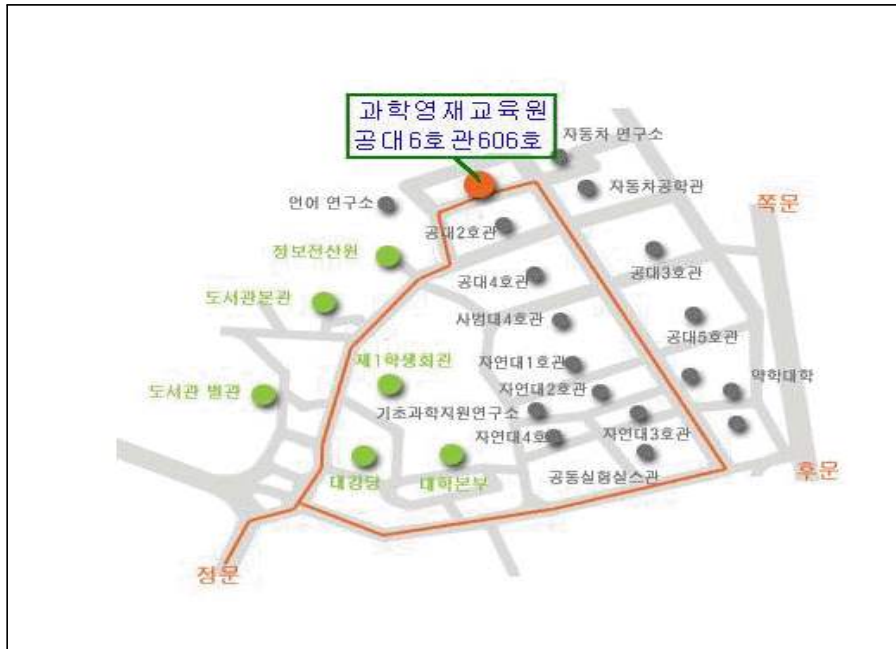 과학영재교육원
공대6호관606호
자동차 연구소
자동차공학관
언어 연구소
쪽문
공대2호관
정보전산원
공대3호관
공대4호관
도서관본관
사범대4호관
공대5호관
제1학생회관
자연대1호관
약학대학
도서관 별관
자연대2호관
기초과학지원연구소
자연대3호관
자연대4호
공동실험실스관
후문
대강당
대학본부
정문